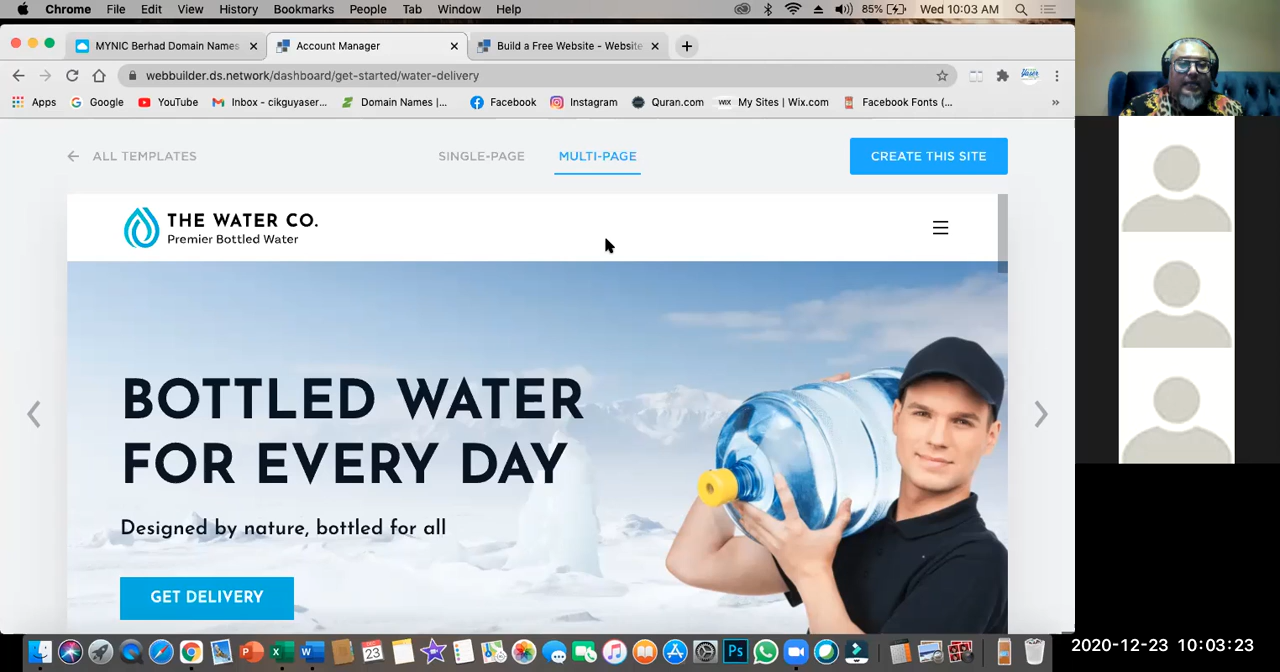 Chrome File Edit View History Bookmarks People Tab Window Help 85% Wed 10:03 AM
MYNIC Berhad Domain Names Account Manager Build a Free Website - Website
webbuilder.ds.network/dashboard/get-started/water-delivery
Apps Google YouTube Inbox - cikguyaser... Domain Names |... Facebook Instagram Quran.com WIX My Sites | Wix.com Facebook Fonts (... »
ALL TEMPLATES SINGLE-PAGE MULTI-PAGE CREATE THIS SITE
THE WATER CO.
Premier Bottled Water
BOTTLED WATER
FOR EVERY DAY
Designed by nature, bottled for all
GET DELIVERY
23
Ps
2020-12-23 10:03:23